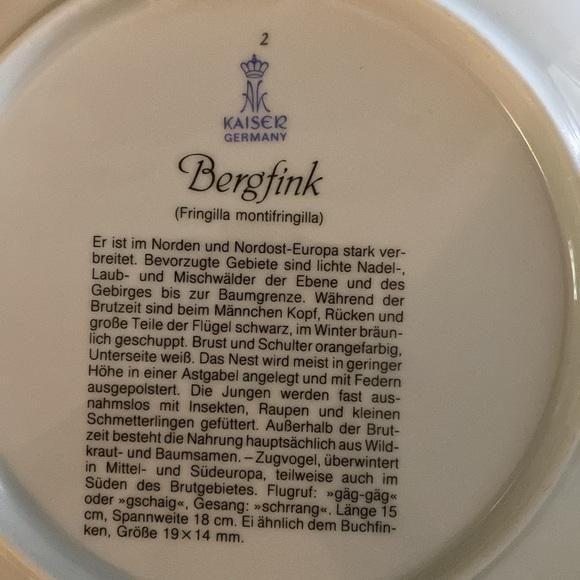 2
KAISER
GERMANY
Bergfink
(Fringilla montifringilla)
Er ist im Norden und Nordost-Europa stark ver-
breitet. Bevorzugte Gebiete sind lichte Nadel-,
Laub- und Mischwälder der Ebene und des
Gebirges bis zur Baumgrenze. Während der
Brutzeit sind beim Männchen Kopf, Rücken und
große Teile der Flügel schwarz, im Winter bräun-
lich geschuppt. Brust und Schulter orangefarbig,
Unterseite weiß. Das Nest wird meist in geringer
Höhe in einer Astgabel angelegt und mit Federn
ausgepolstert. Die Jungen werden fast aus-
nahmslos mit Insekten, Raupen und kleinen
Schmetterlingen gefüttert. Außerhalb der Brut-
zeit besteht die Nahrung hauptsächlich aus Wild-
kraut- und Baumsamen. – Zugvogel, überwintert
in Mittel- und Südeuropa, teilweise auch im
Süden des Brutgebietes. Flugruf: »gäg-gäg«
oder »gschaig«, Gesang: »schrrang«. Länge 15
cm, Spannweite 18 cm. Ei ähnlich dem Buchfin-
ken, Größe 19×14 mm.